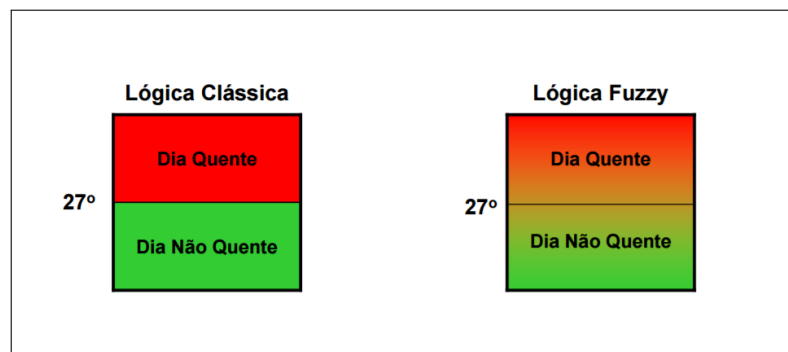 Lógica Clássica
Dia Quente
27º
Dia Não Quente
Lógica Fuzzy
Dia Quente
27º
Dia Não Quente